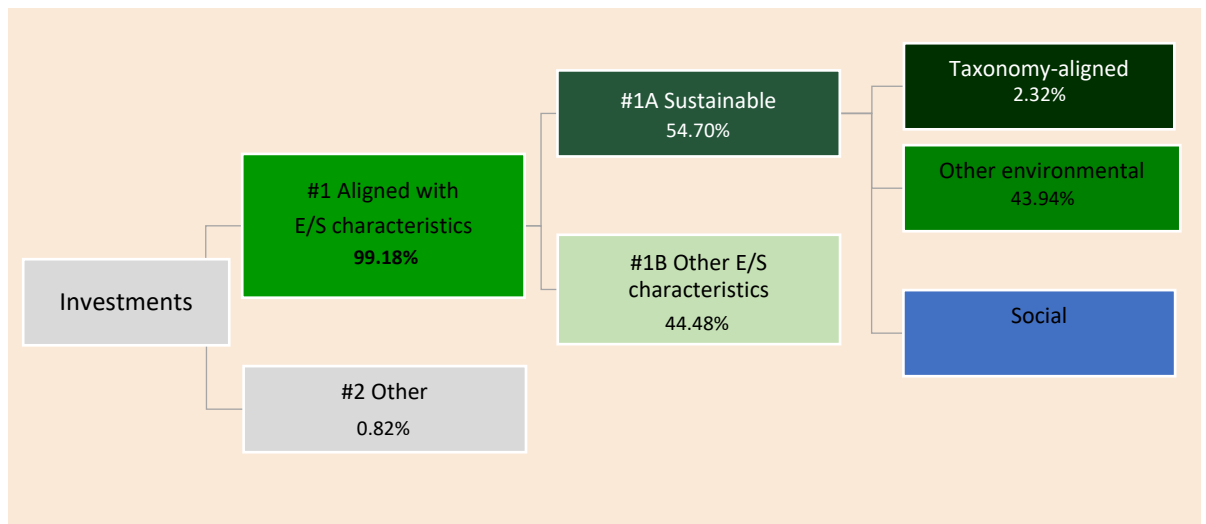 Investments
#1 Aligned with
E/S characteristics
99.18%
#2 Other
0.82%
#1A Sustainable
54.70%
#1B Other E/S
characteristics
44.48%
Taxonomy-aligned
2.32%
Other environmental
43.94%
Social